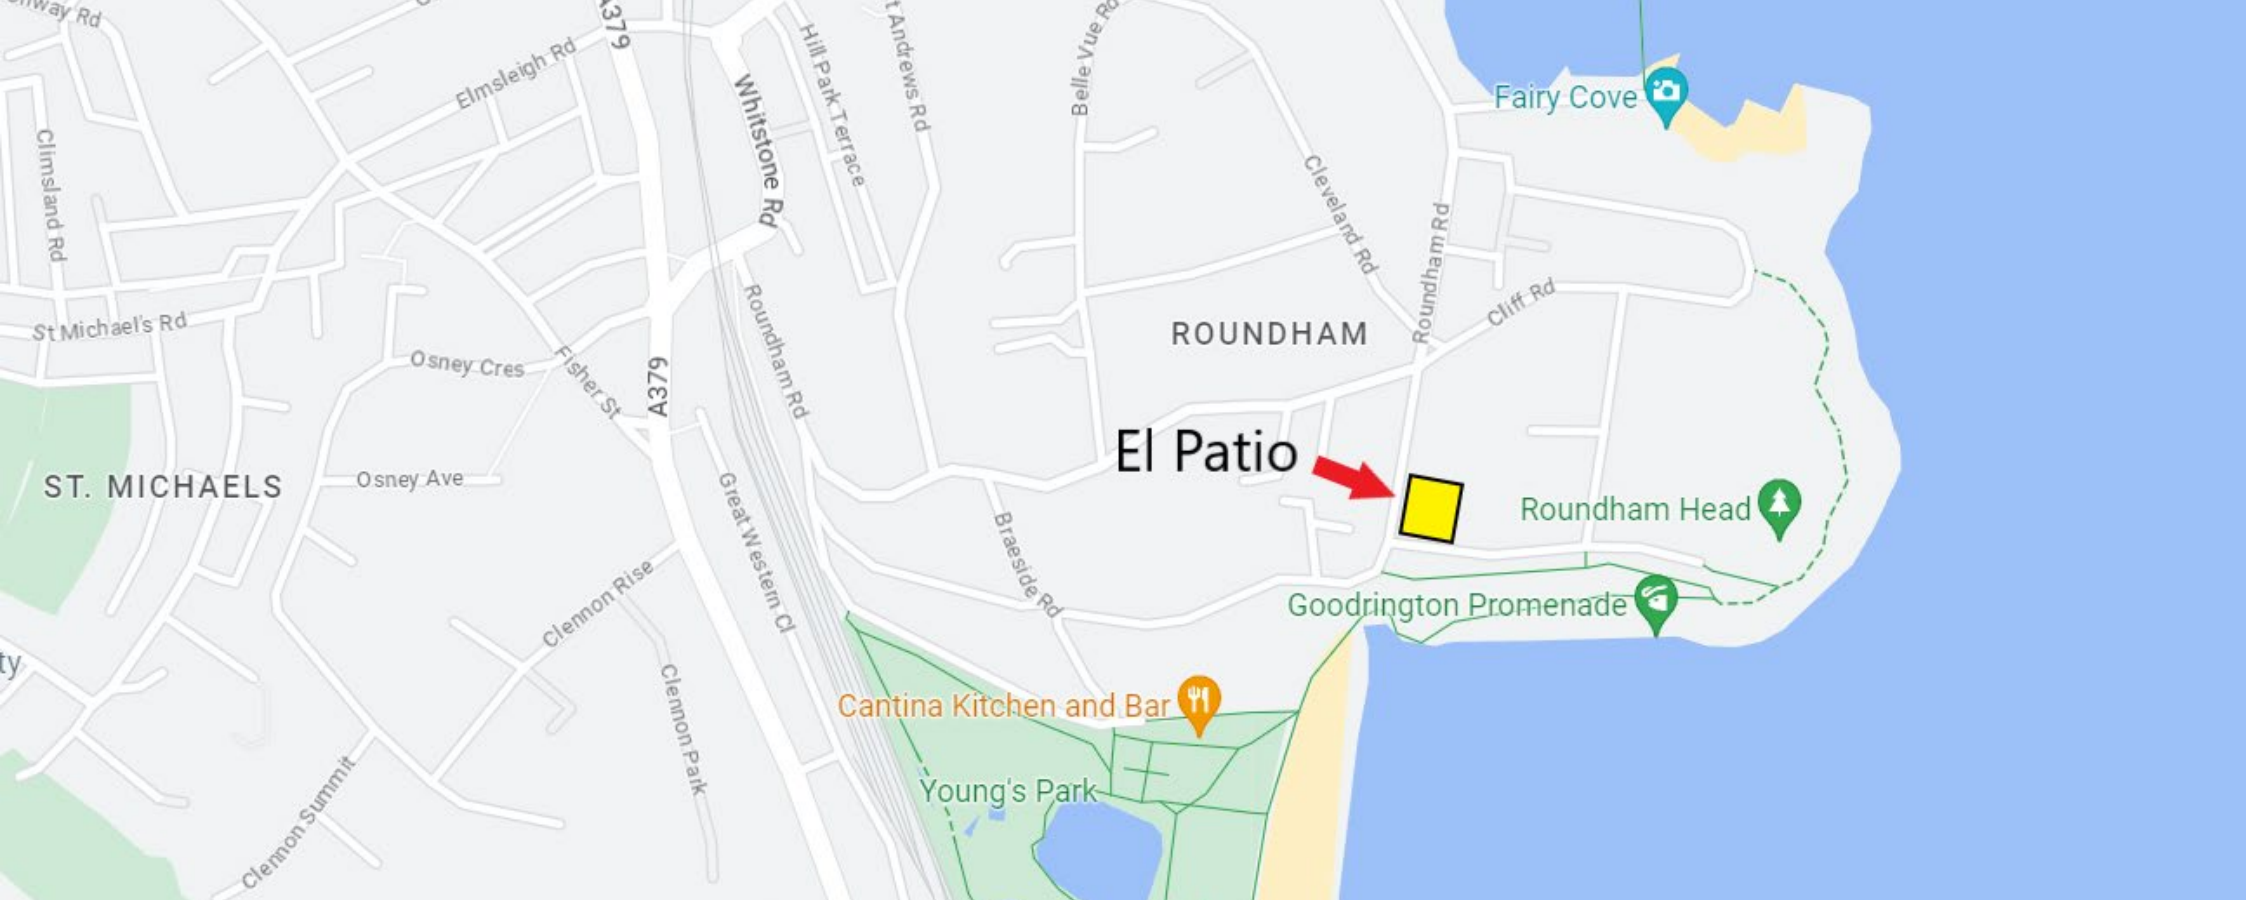 A379
Elmsleigh Rd
Whitstone Rd
Hill Park Terrace
t Andrews Rd
Belle Vue Rd
Fairy Cove
Climsland Rd
Cleveland Rd
Roundham Rd
Cliff Rd
St Michael's Rd
Roundham Rd
ROUNDHAM
Osney Cres
Fisher St
A379
El Patio
ST. MICHAELS
Osney Ave
Great Western Cl
Braeside Rd
Roundham Head
Clennon Rise
Goodrington Promenade
ty
Clennon Park
Cantina Kitchen and Bar
Young's Park
Clennon Summit